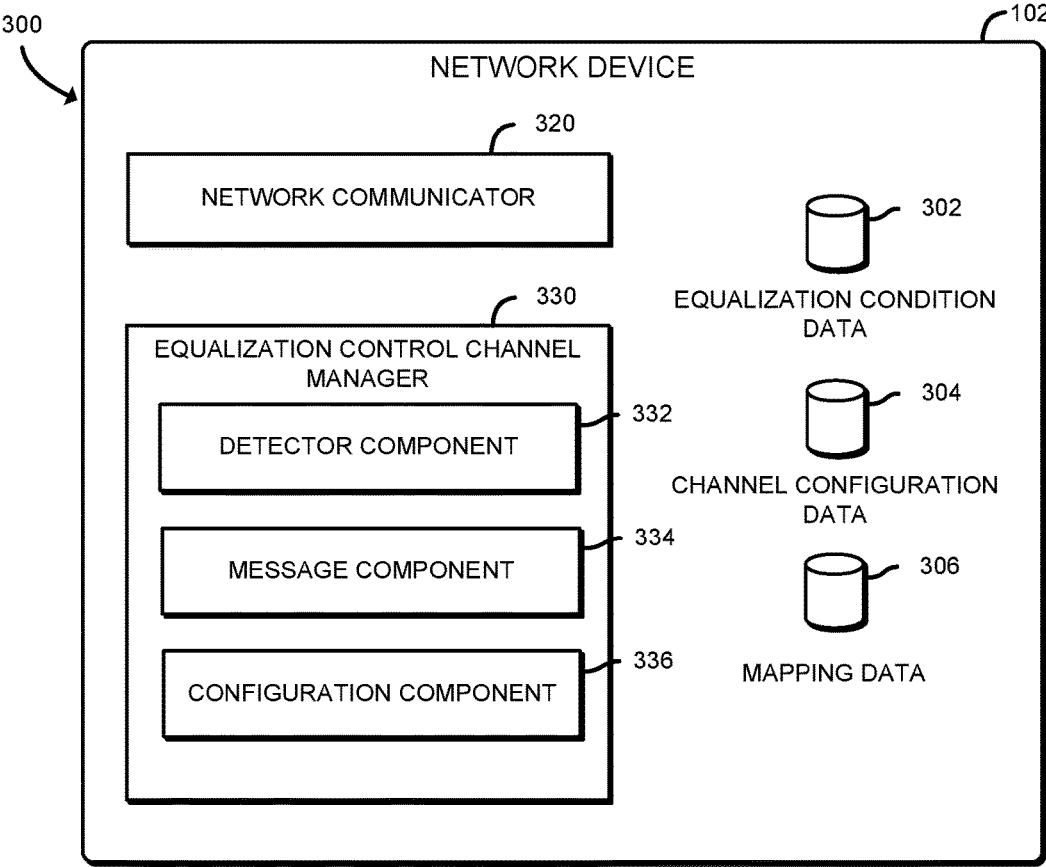 300
102
NETWORK DEVICE
320
NETWORK COMMUNICATOR
302
EQUALIZATION CONDITION
DATA
330
EQUALIZATION CONTROL CHANNEL
MANAGER
332
DETECTOR COMPONENT
304
CHANNEL CONFIGURATION
DATA
334
MESSAGE COMPONENT
306
MAPPING DATA
336
CONFIGURATION COMPONENT